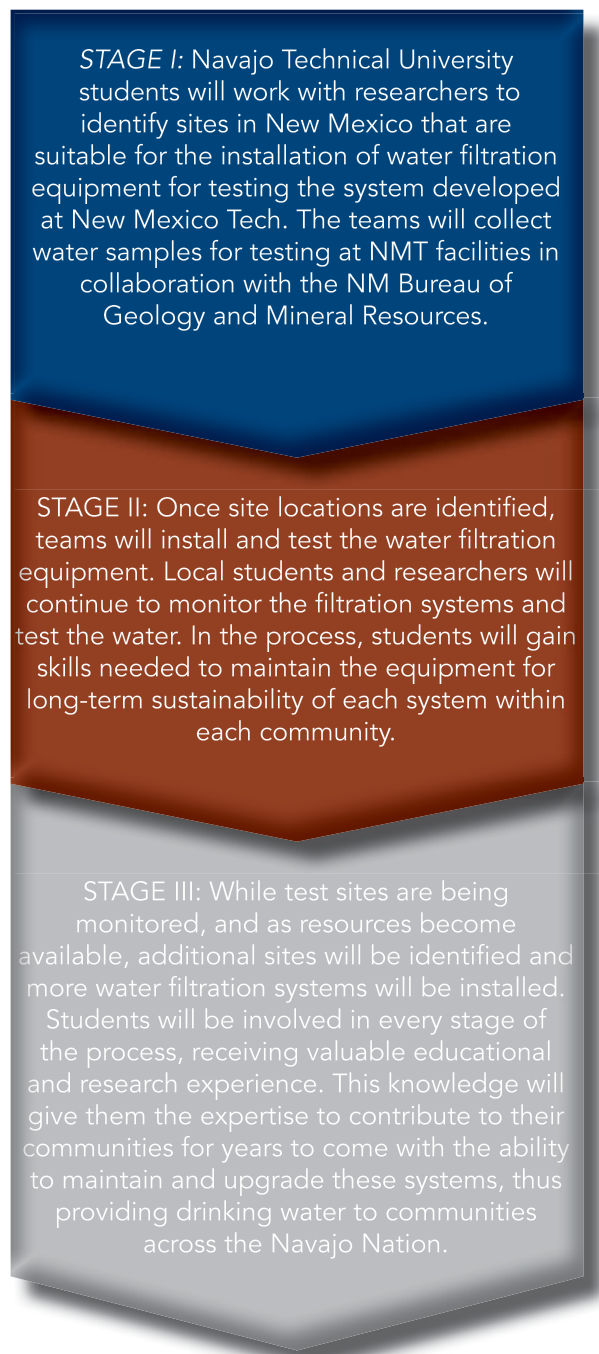 STAGE I: Navajo Technical University
students will work with researchers to
identify sites in New Mexico that are
suitable for the installation of water filtration
equipment for testing the system developed
at New Mexico Tech. The teams will collect
water samples for testing at NMT facilities in
collaboration with the NM Bureau of
Geology and Mineral Resources.
STAGE II: Once site locations are identified,
teams will install and test the water filtration
equipment. Local students and researchers will
continue to monitor the filtration systems and
test the water. In the process, students will gain
skills needed to maintain the equipment for
long-term sustainability of each system within
each community.
STAGE III: While test sites are being
monitored, and as resources become
available, additional sites will be identified and
more water filtration systems will be installed.
Students will be involved in every stage of
the process, receiving valuable educational
and research experience. This knowledge will
give them the expertise to contribute to their
communities for years to come with the ability
to maintain and upgrade these systems, thus
providing drinking water to communities
across the Navajo Nation.